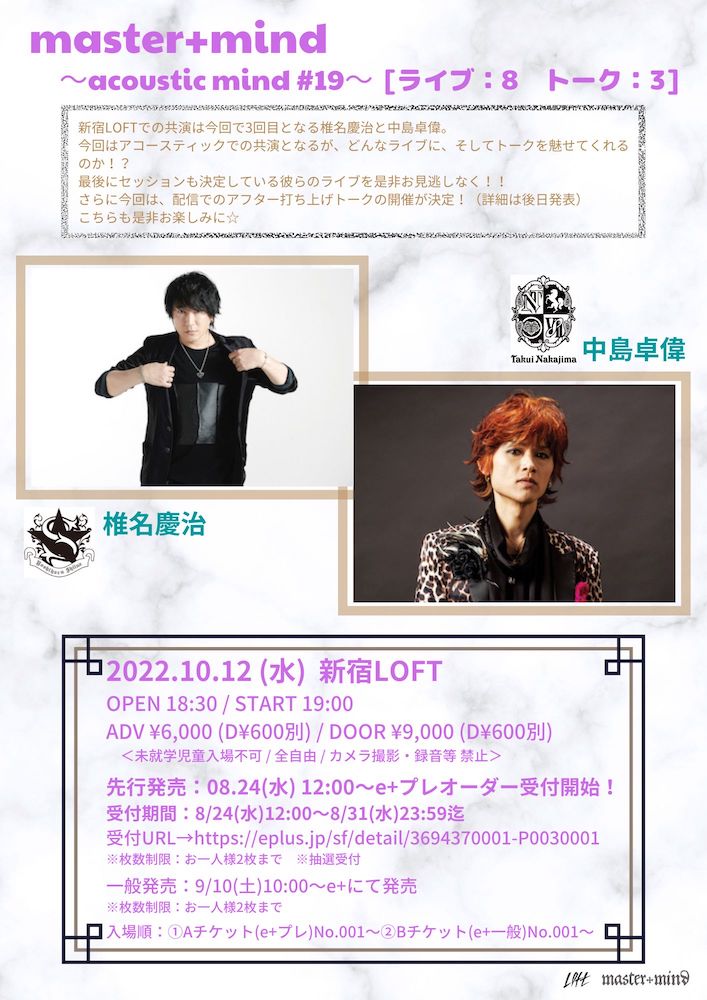 master+mind
～acoustic mind #19～［ライブ：8　トーク：3］
新宿LOFTでの共演は今回で3回目となる椎名慶治と中島卓偉。
今回はアコースティックでの共演となるが、どんなライブに、そしてトークを魅せてくれる
のか！？
最後にセッションも決定している彼らのライブを是非お見逃しなく！！
さらに今回は、配信でのアフター打ち上げトークの開催が決定！（詳細は後日発表）
こちらも是非お楽しみに☆
Takui Nakajima
中島卓偉
椎名慶治
Yoshiharu Shiina
2022.10.12 (水) 新宿LOFT
OPEN 18:30 / START 19:00
ADV ¥6,000 (D¥600別) / DOOR ¥9,000 (D¥600別)
＜未就学児童入場不可 / 全自由 / カメラ撮影・録音等 禁止＞
先行発売：08.24(水) 12:00～e+プレオーダー受付開始！
受付期間：8/24(水)12:00～8/31(水)23:59迄
受付URL→https://eplus.jp/sf/detail/3694370001-P0030001
※枚数制限：お一人様2枚まで　※抽選受付
一般発売：9/10(土)10:00～e+にて発売
※枚数制限：お一人様2枚まで
入場順：①Aチケット(e+プレ)No.001～②Bチケット(e+一般)No.001～
Loft master+mind